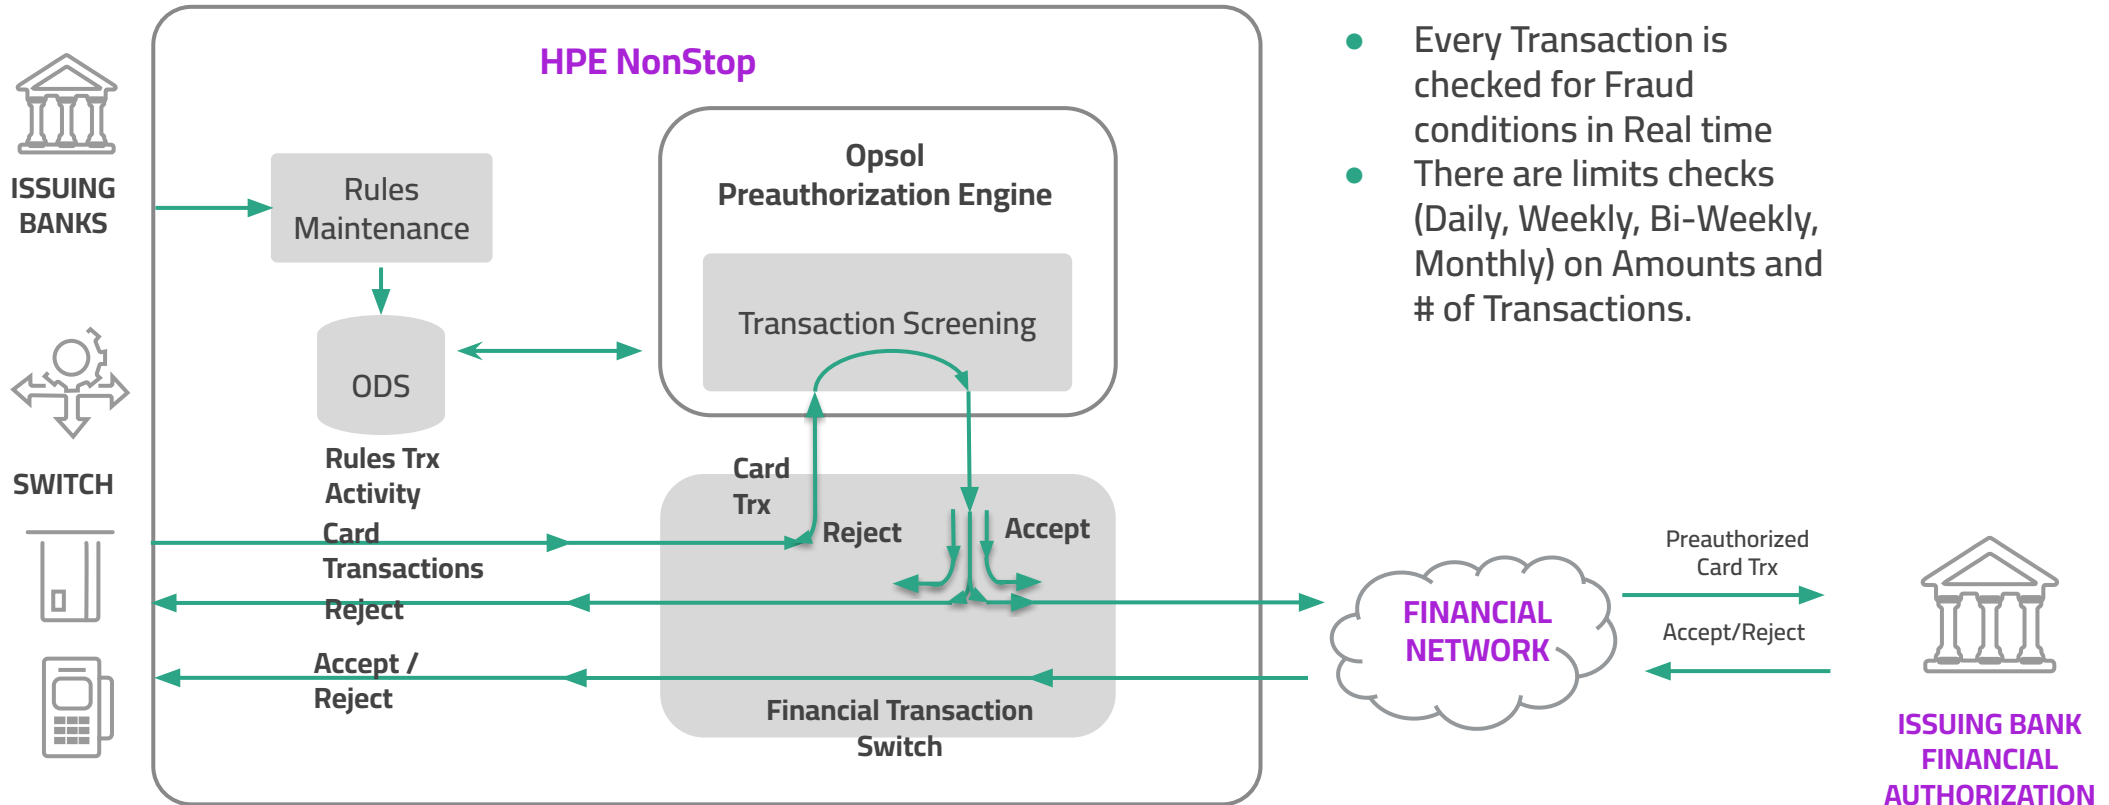 HPE NonStop
ISSUING
BANKS
Rules
Maintenance
Opsol
Preauthorization Engine
Transaction Screening
ODS
Rules Trx
Activity
SWITCH
Card
Trx
Card
Transactions
Reject
Accept
Reject
Accept /
Reject
Financial Transaction
Switch
● Every Transaction is
checked for Fraud
conditions in Real time
● There are limits checks
(Daily, Weekly, Bi-Weekly,
Monthly) on Amounts and
# of Transactions.
FINANCIAL
NETWORK
Preauthorized
Card Trx
Accept/Reject
ISSUING BANK
FINANCIAL
AUTHORIZATION